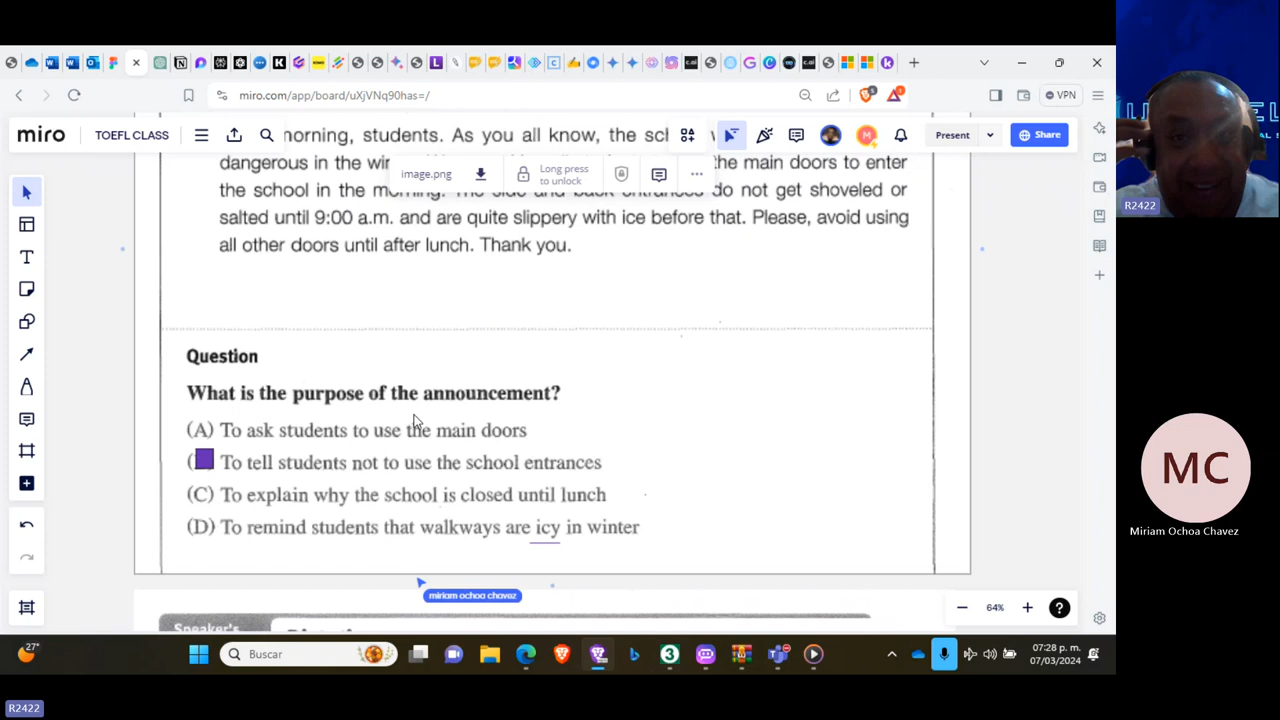 miro.com/app/board/uXjVNq90has=/
VPN
miro TOEFL CLASS Present Share
morning, students. As you all know, the
dangerous in the the main doors to enter
image.png Long press to unlock
the school in the do not get shoveled or
salted until 9:00 a.m. and are quite slippery with ice before that. Please, avoid using
all other doors until after lunch. Thank you.
R2422
Question
What is the purpose of the announcement?
(A) To ask students to use the main doors
( To tell students not to use the school entrances
(C) To explain why the school is closed until lunch
(D) To remind students that walkways are icy in winter
MC
Miriam Ochoa Chavez
miriam ochoa chavez
64%
Speaker's
27°
Buscar
07:28 p. m.
07/03/2024
R2422